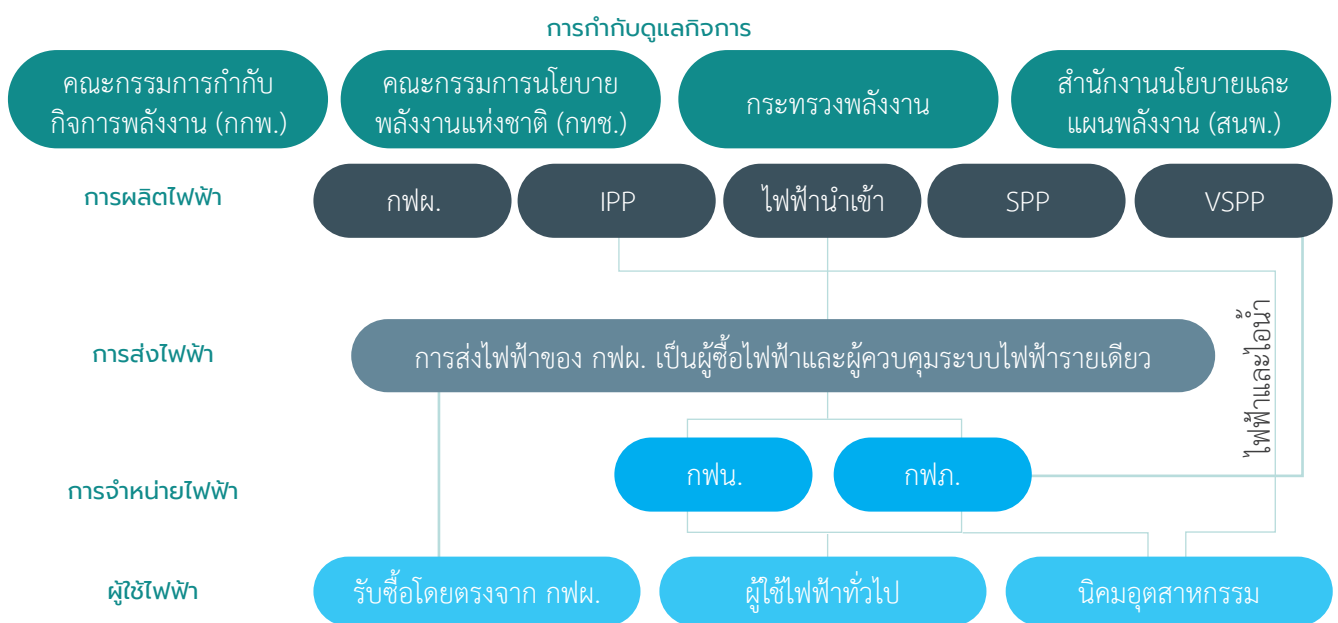 การกำกับดูแลกิจการ
คณะกรรมการกำกับ
กิจการพลังงาน (กกพ.)
คณะกรรมการนโยบาย
พลังงานแห่งชาติ (กทช.)
กระทรวงพลังงาน
สำนักงานนโยบายและ
แผนพลังงาน (สนพ.)
การผลิตไฟฟ้า
กฟผ.
IPP
ไฟฟ้านำเข้า
SPP
VSPP
การส่งไฟฟ้า
การส่งไฟฟ้าของ กฟผ. เป็นผู้ซื้อไฟฟ้าและผู้ควบคุมระบบไฟฟ้ารายเดียว
ไฟฟ้าและไอน้ำ
การจำหน่ายไฟฟ้า
กฟน.
กฟภ.
ผู้ใช้ไฟฟ้า
รับซื้อโดยตรงจาก กฟผ.
ผู้ใช้ไฟฟ้าทั่วไป
นิคมอุตสาหกรรม